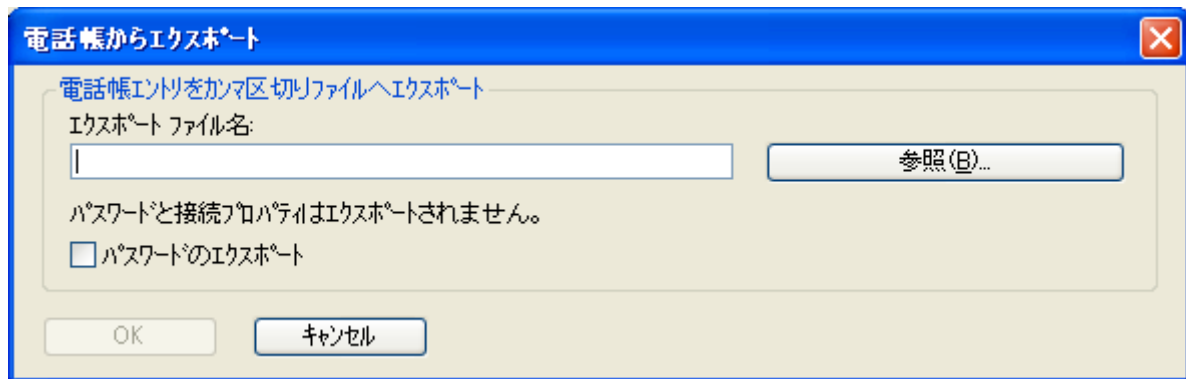 電話帳からエクスポート
電話帳エントリをカンマ区切りファイルへエクスポート
エクスポート ファイル名:
参照(B)...
パスワードと接続プロパティはエクスポートされません。
パスワードのエクスポート
OK
キャンセル